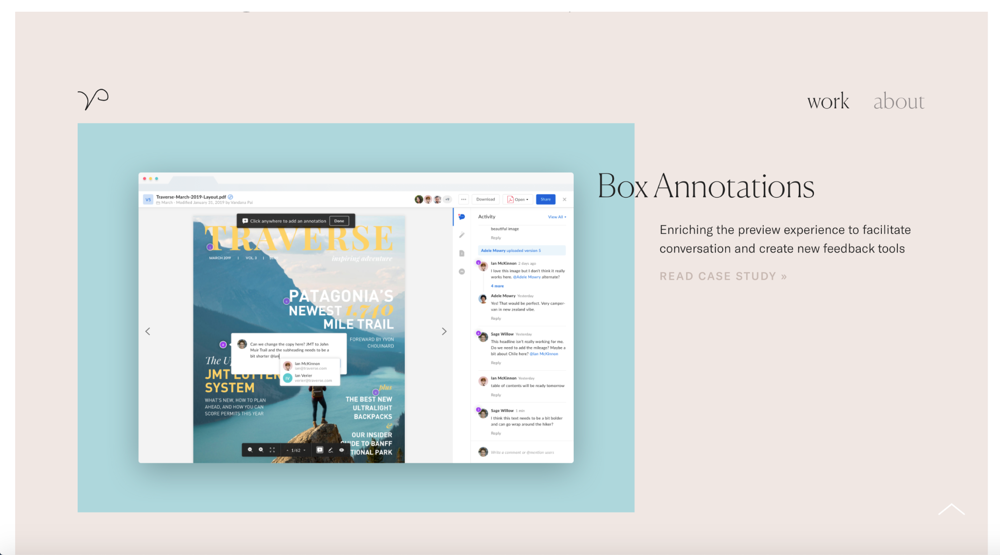 work about
Box Annotations
Enriching the preview experience to facilitate
conversation and create new feedback tools
READ CASE STUDY »
V5
Traverse-March-2019-Layout.pdf
March - Modified January 31, 2019 by Vandana Pai
+9
...
Download
Open
Share
Click anywhere to add an annotation
Done
TRAVERSE
MARCH 2019 | VOL. 3 |
inspiring adventure
PATAGONIA'S
NEWEST 1,740
MILE TRAIL
FOREWARD BY YVON
CHOUINARD
Can we change the copy here? JMT to John
Muir Trail and the subheading needs to be a
bit shorter @Ian
Ian McKinnon
ian@traverse.com
IV
Ian Verier
verier@traverse.com
The U
JMT LOTTER
SYSTEM
WHAT'S NEW, HOW TO PLAN
AHEAD, AND HOW YOU CAN
SCORE PERMITS THIS YEAR
plus
THE BEST NEW
ULTRALIGHT
BACKPACKS
&
OUR INSIDER
GUIDE TO BANFF
TIONAL PARK
1/62
Activity
View All
beautiful image
Reply
Adele Mowry uploaded version 5
Ian McKinnon 2 days ago
I love this image but I don't think it really
works here. @Adele Mowry alternate?
4 more
Adele Mowry Yesterday
Yes! That would be perfect. Very camper-
van in new zealand vibe.
Reply
Sage Willow Yesterday
This headline isn't really working for me.
Do we need to add the mileage? Maybe a
bit about Chile here? @Ian McKinnon
Reply
Ian McKinnon Yesterday
table of contents will be ready tomorrow
Reply
Sage Willow 1 min
I think this text needs to be a bit bolder
and can go wrap around the hiker?
Reply
Write a comment or @mention users